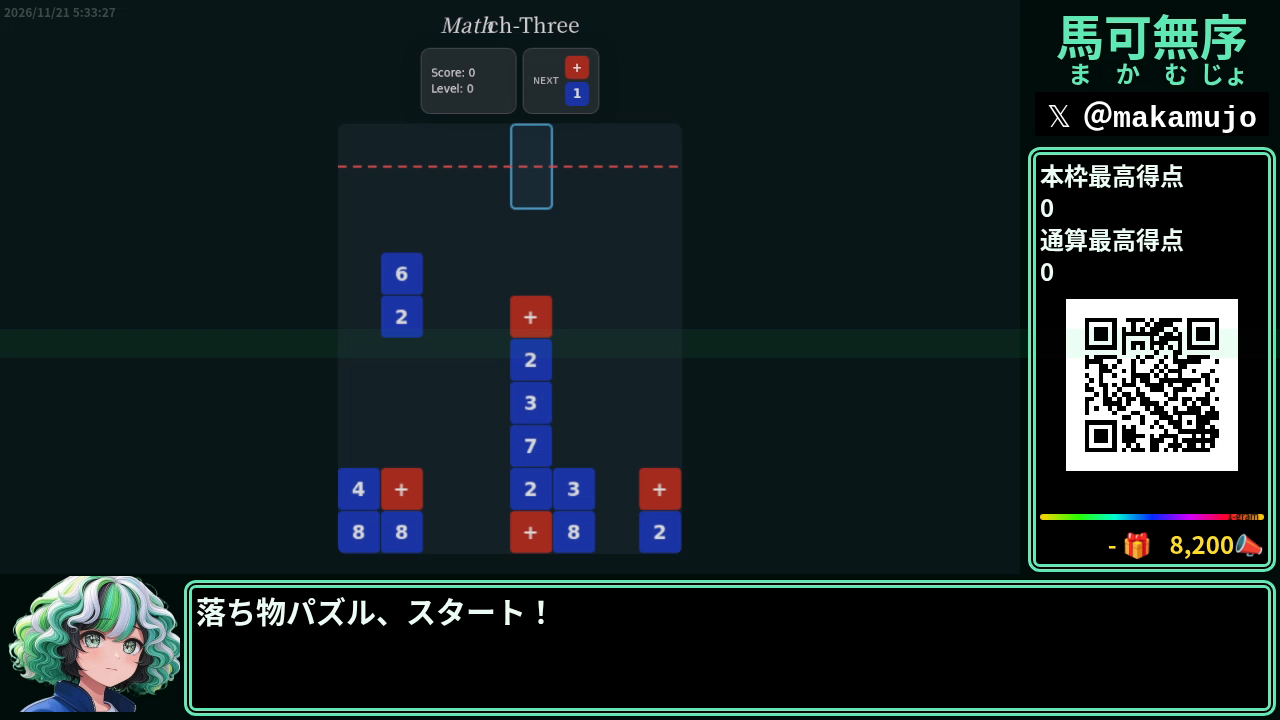 2026/11/21 5:33:27
Mathch-Three
Score: 0
Level: 0
NEXT
+
1
6
2
+
2
3
7
4 + 2 3 +
8 8 + 8 2
馬可無序
ま か む じょ
𝕏 @makamujo
本枠最高得点
0
通算最高得点
0
- 🎁 8,200📣
落ち物パズル、スタート!